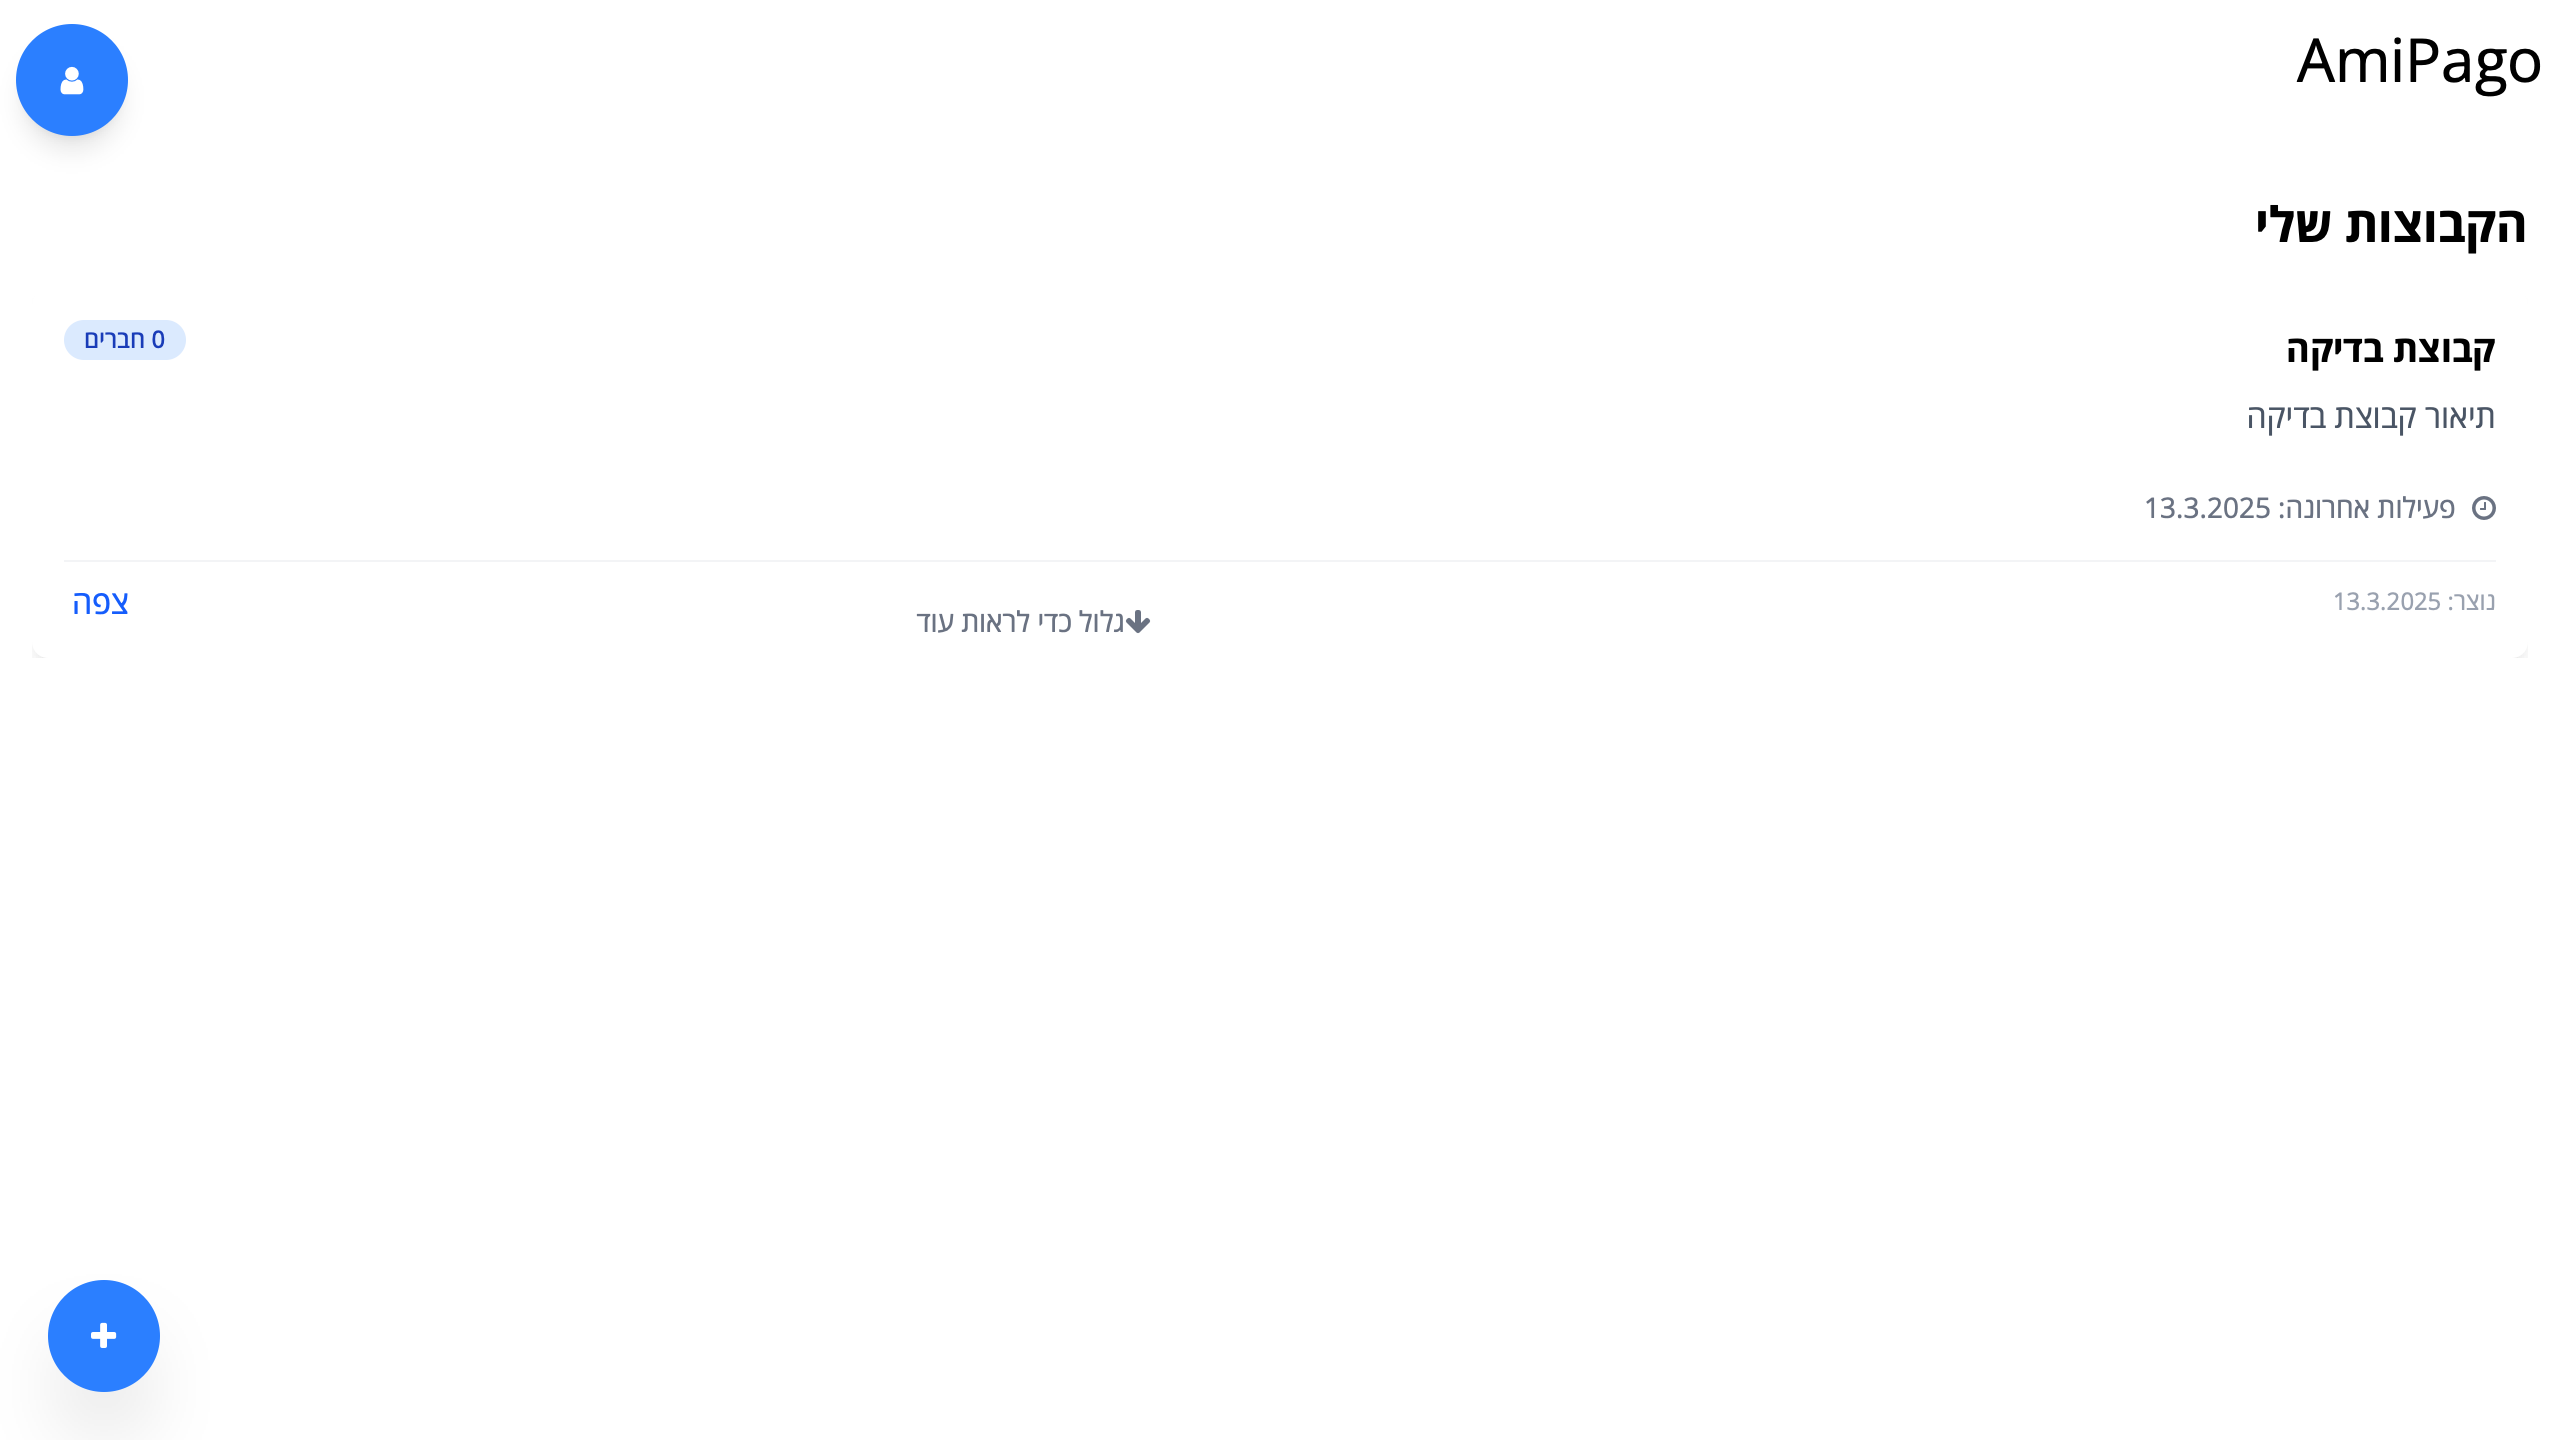 AmiPago
הקבוצות שלי
קבוצת בדיקה
0 חברים
תיאור קבוצת בדיקה
פעילות אחרונה: 13.3.2025
נוצר: 13.3.2025
גלול כדי לראות עוד
צפה